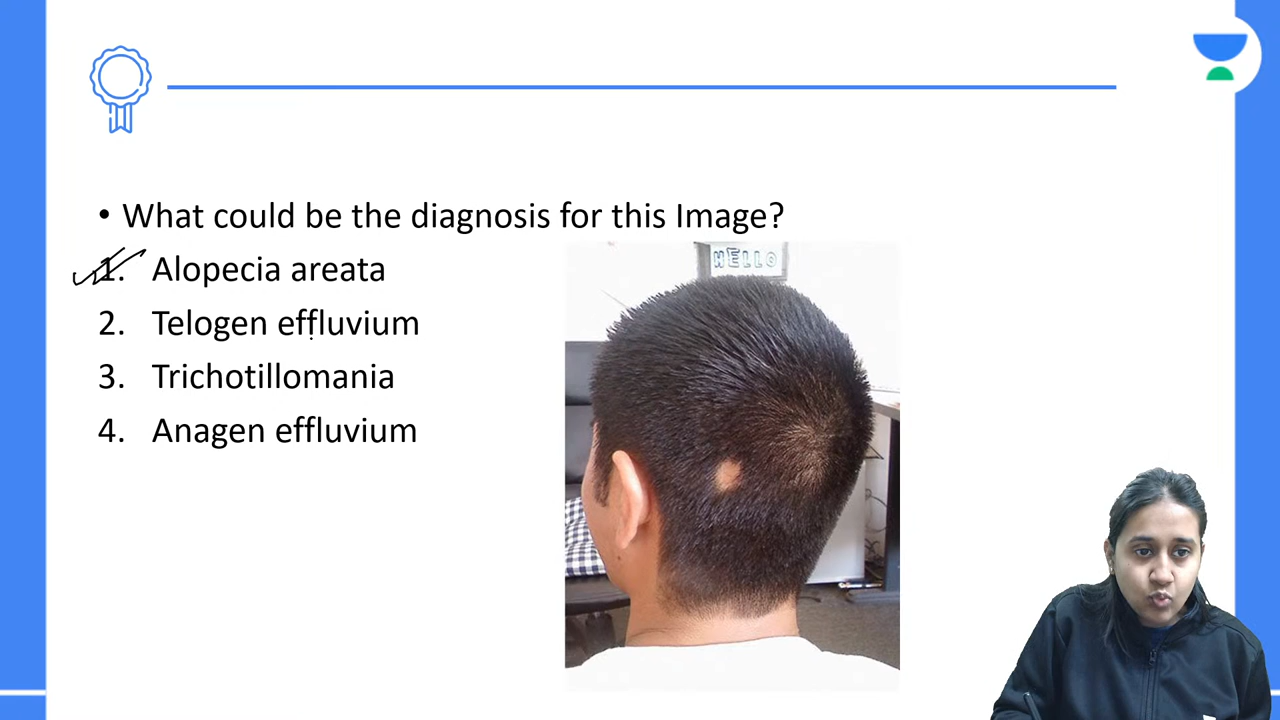 • What could be the diagnosis for this Image?
1. Alopecia areata
2. Telogen effluvium
3. Trichotillomania
4. Anagen effluvium
HELLO